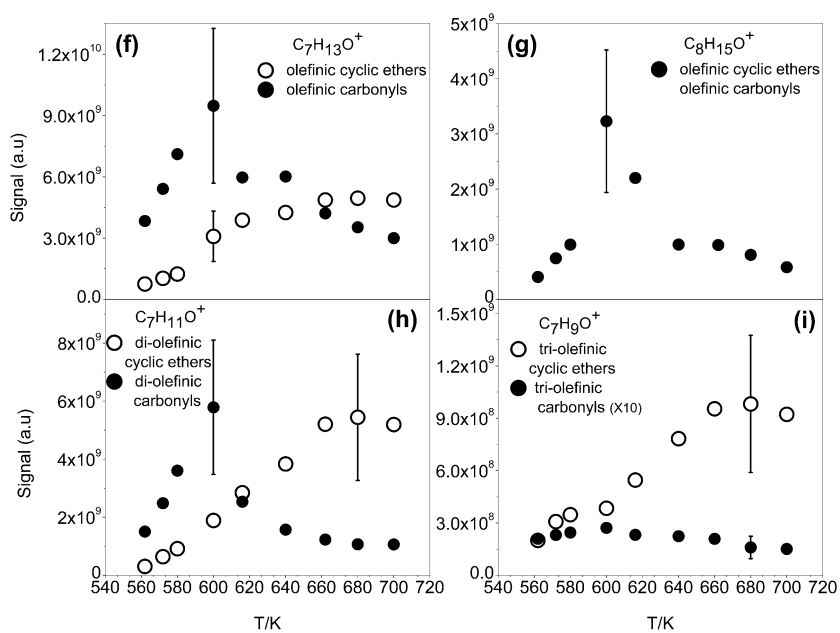 (f)
C7H13O+
olefinic cyclic ethers
olefinic carbonyls
1.2x10^10
9.0x10^9
6.0x10^9
3.0x10^9
0.0
Signal (a.u)
(g)
C8H15O+
olefinic cyclic ethers
olefinic carbonyls
5x10^9
4x10^9
3x10^9
2x10^9
1x10^9
0
C7H11O+
(h)
di-olefinic
cyclic ethers
di-olefinic
carbonyls
8x10^9
6x10^9
4x10^9
2x10^9
0
Signal (a.u)
540 560 580 600 620 640 660 680 700 720
T/K
C7H9O+
(i)
tri-olefinic
cyclic ethers
tri-olefinic
carbonyls (X10)
1.5x10^9
1.2x10^9
9.0x10^8
6.0x10^8
3.0x10^8
0.0
540 560 580 600 620 640 660 680 700 720
T/K